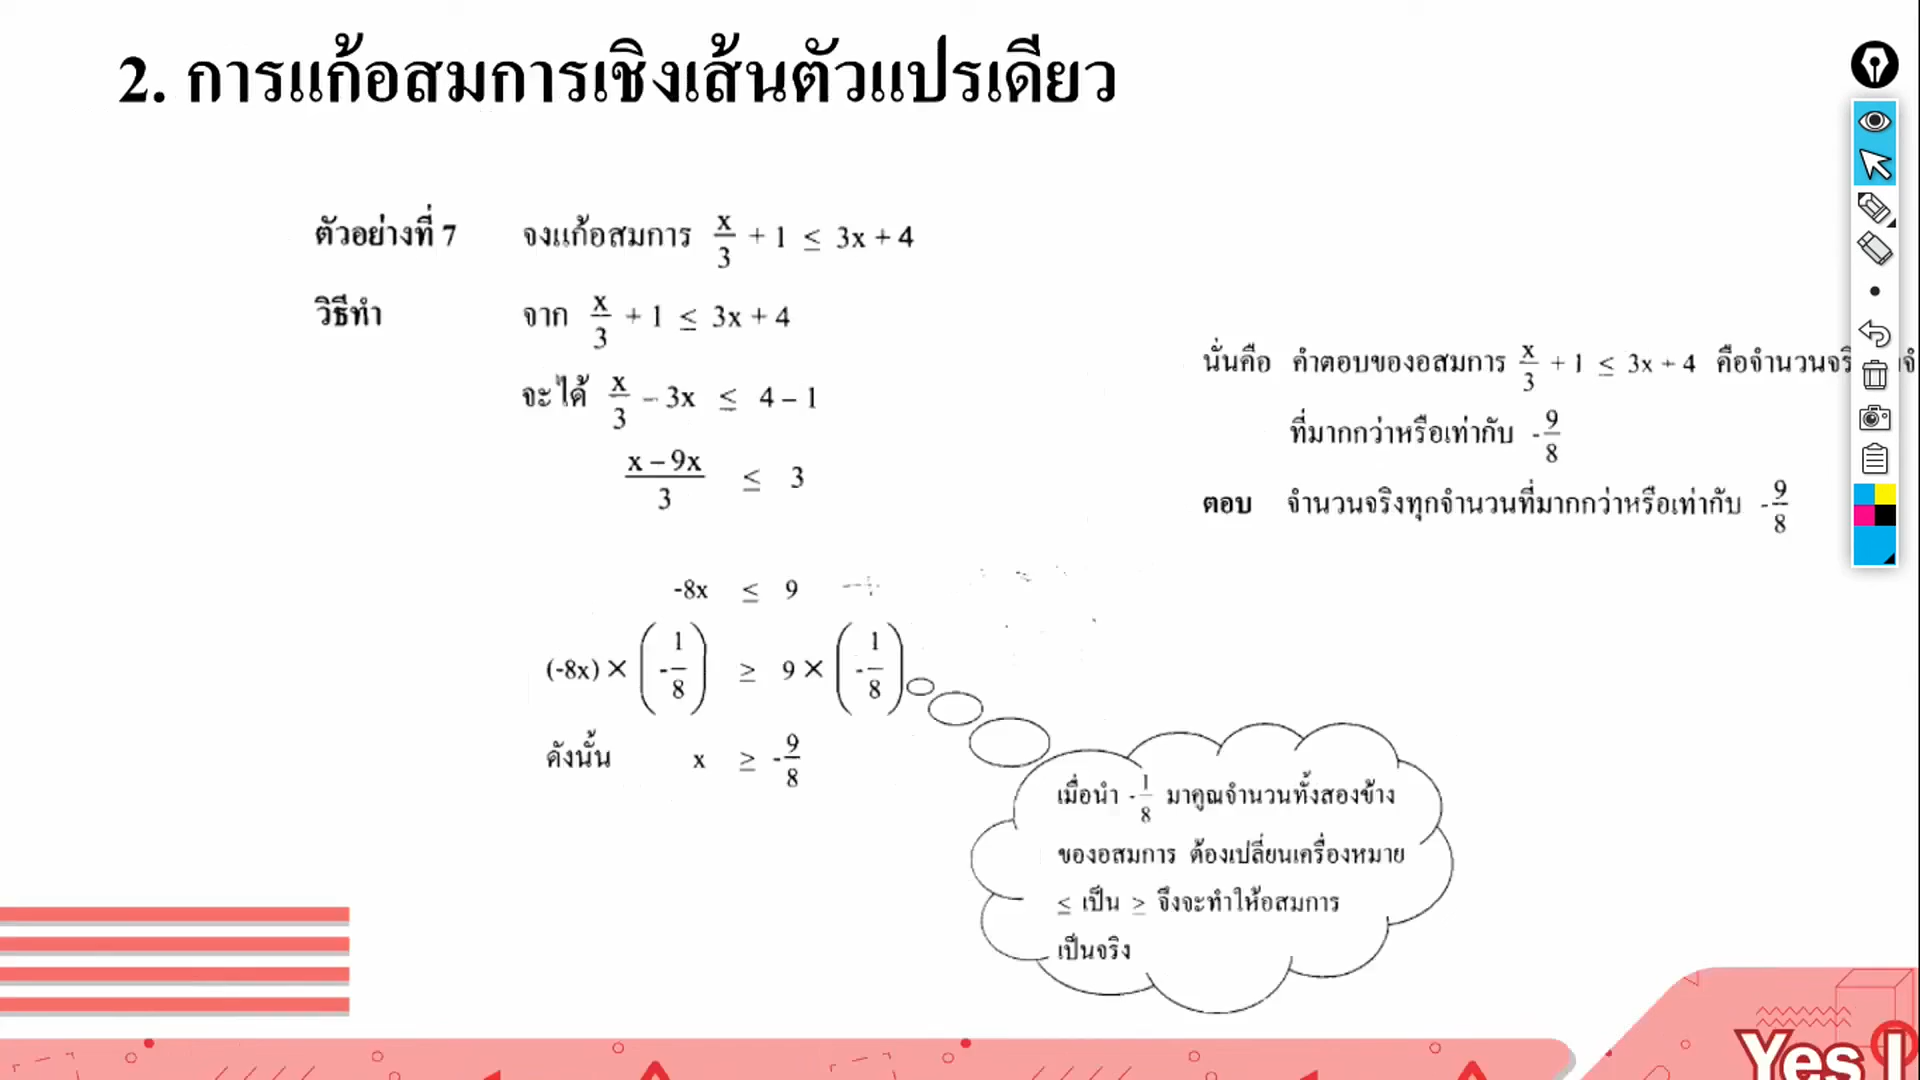 2. การแก้อสมการเชิงเส้นตัวแปรเดียว
ตัวอย่างที่ 7 จงแก้อสมการ x/3 + 1 ≤ 3x + 4
วิธีทำ จาก x/3 + 1 ≤ 3x + 4
จะได้ x/3 – 3x ≤ 4 – 1
(x – 9x)/3 ≤ 3
-8x ≤ 9
(-8x) × (-1/8) ≥ 9 × (-1/8)
ดังนั้น x ≥ -9/8
เมื่อนำ -1/8 มาคูณจำนวนทั้งสองข้าง
ของอสมการ ต้องเปลี่ยนเครื่องหมาย
≤ เป็น ≥ จึงจะทำให้อสมการ
เป็นจริง
นั่นคือ คำตอบของอสมการ x/3 + 1 ≤ 3x + 4 คือจำนวนจริ
ที่มากกว่าหรือเท่ากับ -9/8
ตอบ จำนวนจริงทุกจำนวนที่มากกว่าหรือเท่ากับ -9/8
Yes I